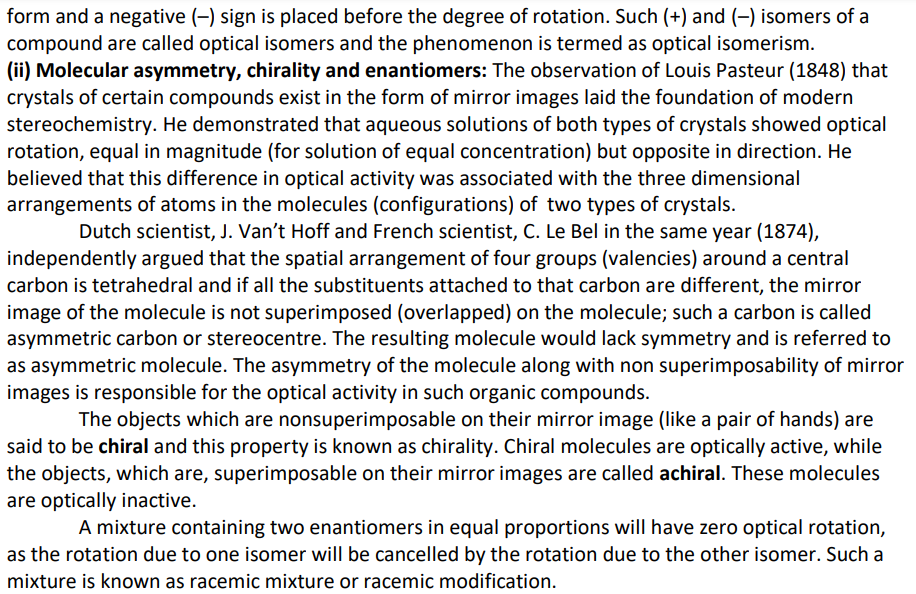 form and a negative (–) sign is placed before the degree of rotation. Such (+) and (–) isomers of a
compound are called optical isomers and the phenomenon is termed as optical isomerism.
(ii) Molecular asymmetry, chirality and enantiomers: The observation of Louis Pasteur (1848) that
crystals of certain compounds exist in the form of mirror images laid the foundation of modern
stereochemistry. He demonstrated that aqueous solutions of both types of crystals showed optical
rotation, equal in magnitude (for solution of equal concentration) but opposite in direction. He
believed that this difference in optical activity was associated with the three dimensional
arrangements of atoms in the molecules (configurations) of  two types of crystals.
Dutch scientist, J. Van’t Hoff and French scientist, C. Le Bel in the same year (1874),
independently argued that the spatial arrangement of four groups (valencies) around a central
carbon is tetrahedral and if all the substituents attached to that carbon are different, the mirror
image of the molecule is not superimposed (overlapped) on the molecule; such a carbon is called
asymmetric carbon or stereocentre. The resulting molecule would lack symmetry and is referred to
as asymmetric molecule. The asymmetry of the molecule along with non superimposability of mirror
images is responsible for the optical activity in such organic compounds.
The objects which are nonsuperimposable on their mirror image (like a pair of hands) are
said to be chiral and this property is known as chirality. Chiral molecules are optically active, while
the objects, which are, superimposable on their mirror images are called achiral. These molecules
are optically inactive.
A mixture containing two enantiomers in equal proportions will have zero optical rotation,
as the rotation due to one isomer will be cancelled by the rotation due to the other isomer. Such a
mixture is known as racemic mixture or racemic modification.